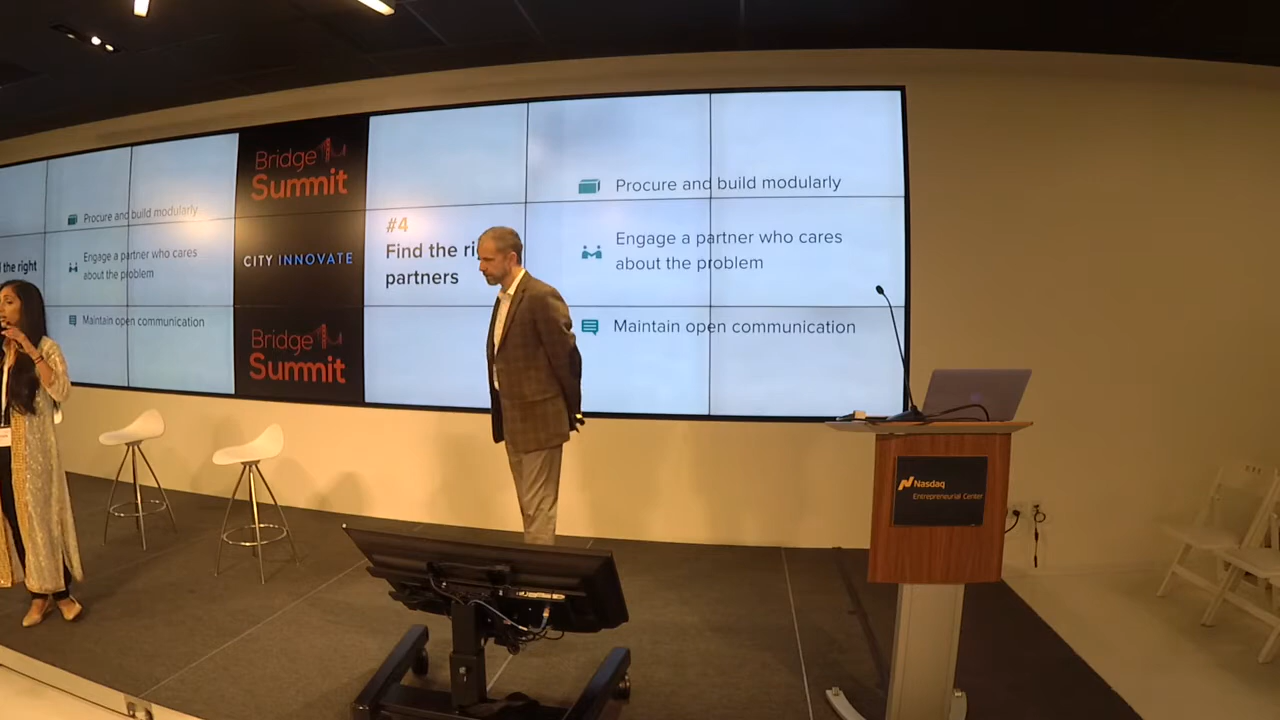 Procure and build modularly
Engage a partner who cares
about the problem
the right
Maintain open communication
Bridge
Summit
CITY INNOVATE
Bridge
Summit
#4
Find the
partners
Procure and build modularly
Engage a partner who cares
about the problem
Maintain open communication
Nasdaq
Entrepreneurial Center